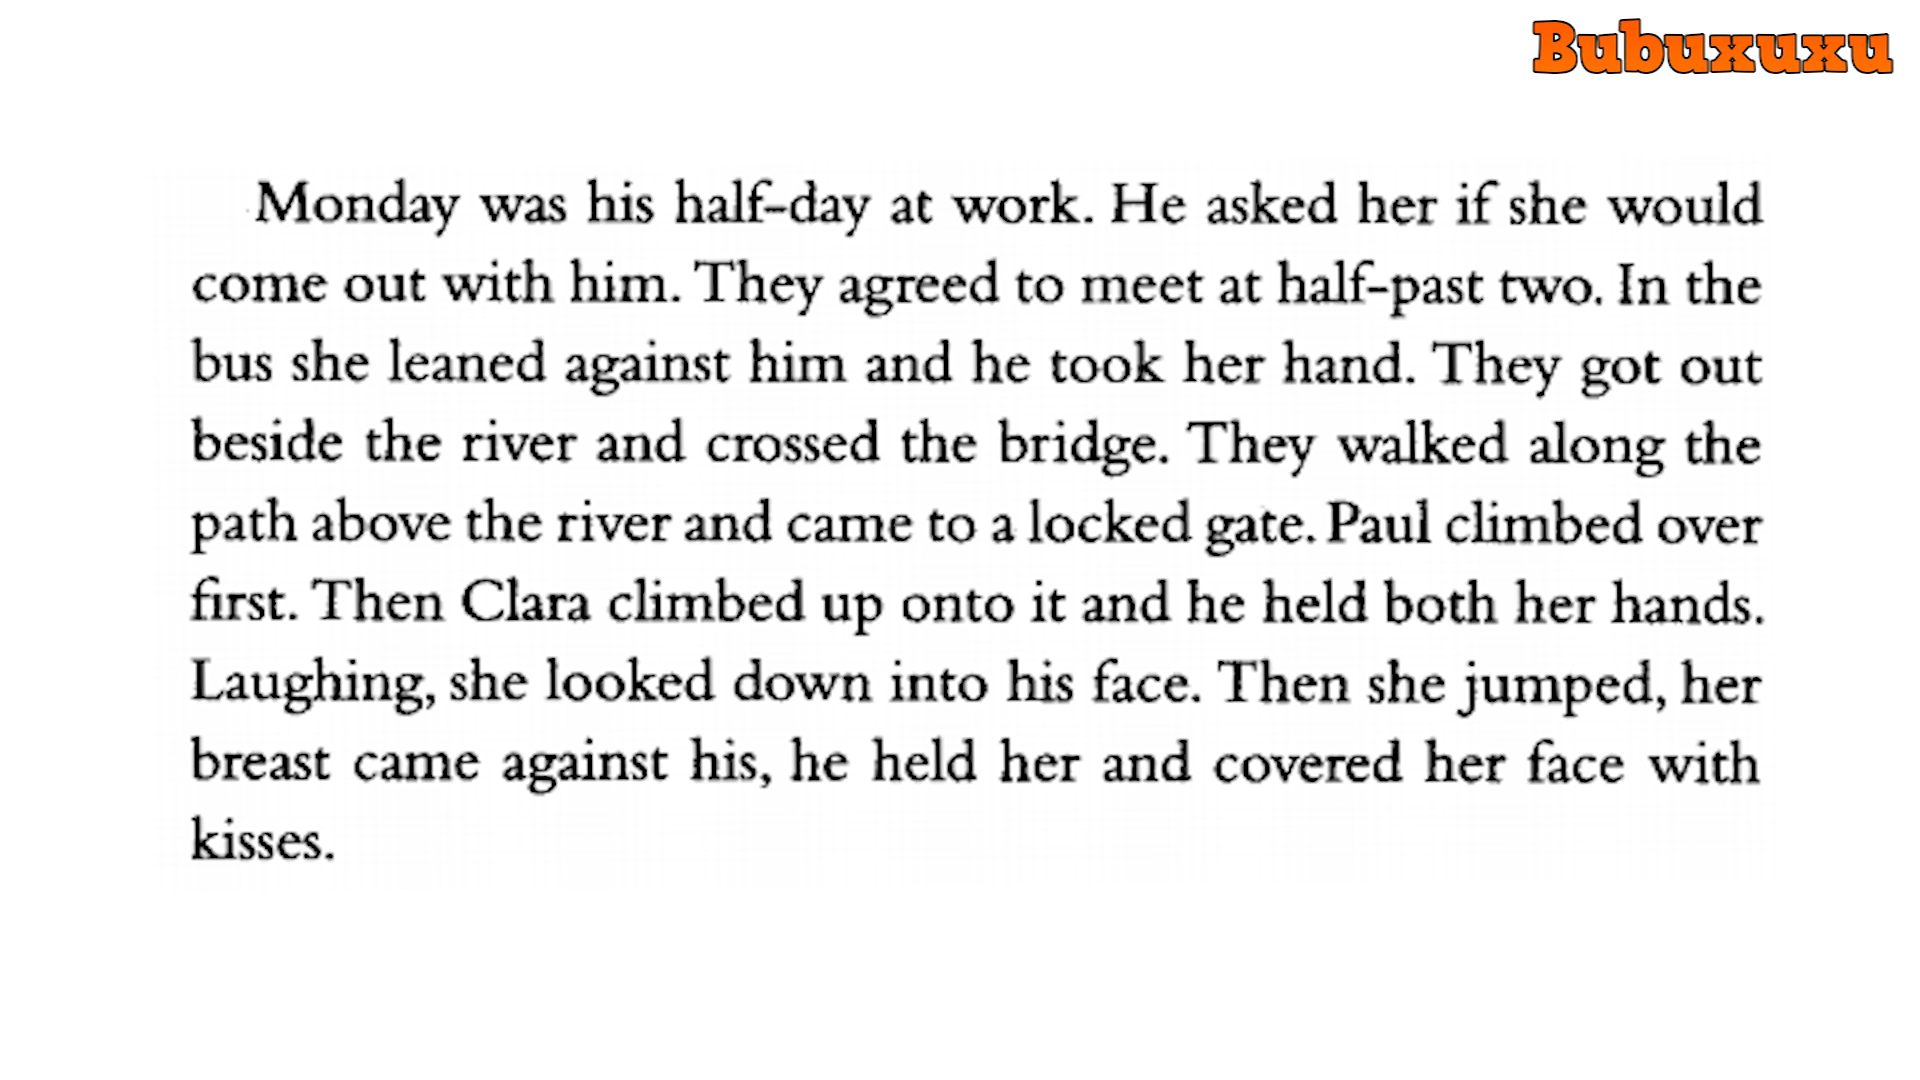 Bubuxuxu
Monday was his half-day at work. He asked her if she would
come out with him. They agreed to meet at half-past two. In the
bus she leaned against him and he took her hand. They got out
beside the river and crossed the bridge. They walked along the
path above the river and came to a locked gate. Paul climbed over
first. Then Clara climbed up onto it and he held both her hands.
Laughing, she looked down into his face. Then she jumped, her
breast came against his, he held her and covered her face with
kisses.